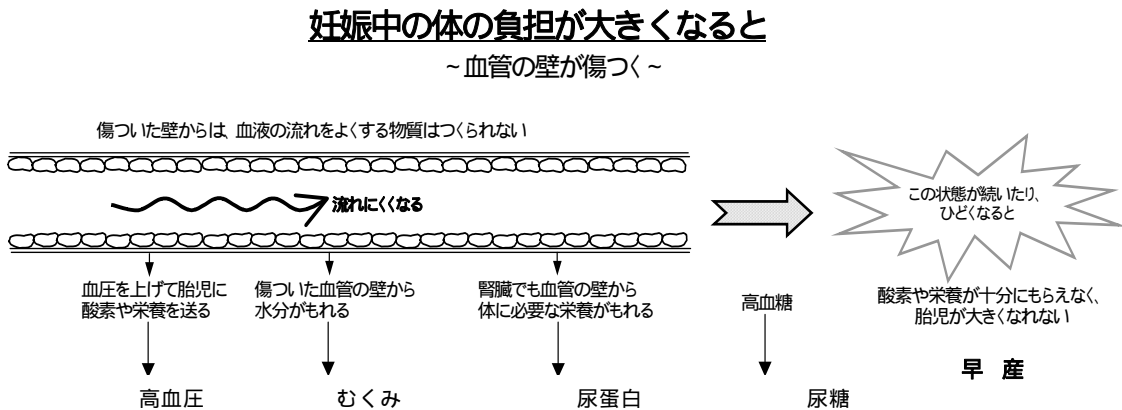 妊娠中の体の負担が大きくなると
~血管の壁が傷つく~
傷ついた壁からは、血液の流れをよくする物質はつくられない
流れにくくなる
この状態が続いたり、
ひどくなると
血圧を上げて胎児に
酸素や栄養を送る
傷ついた血管の壁から
水分がもれる
腎臓でも血管の壁から
体に必要な栄養がもれる
高血糖
酸素や栄養が十分にもらえなく、
胎児が大きくなれない
早 産
高血圧
むくみ
尿蛋白
尿糖